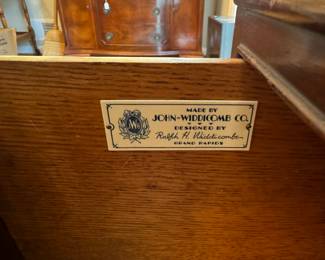 MADE BY
JOHN-WIDDICOMB CO.
DESIGNED BY
Ralph H. Widdicomb
GRAND RAPIDS